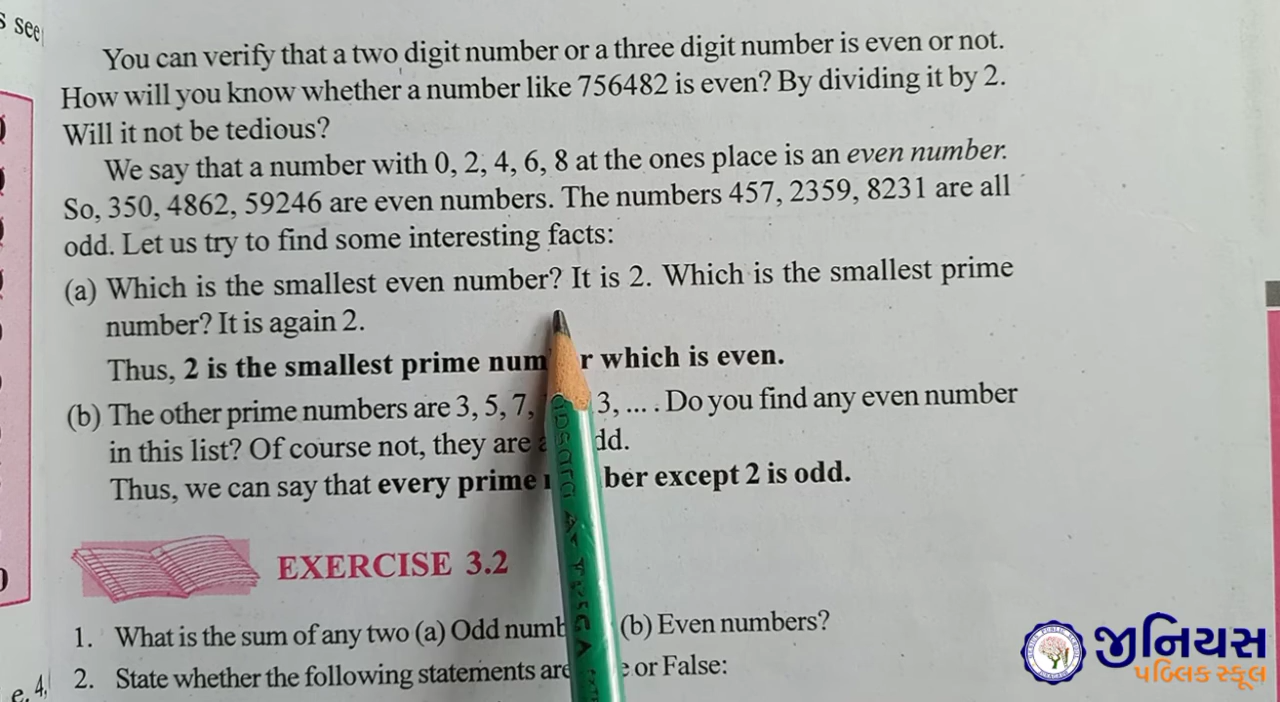 s see
You can verify that a two digit number or a three digit number is even or not.
How will you know whether a number like 756482 is even? By dividing it by 2.
Will it not be tedious?
We say that a number with 0, 2, 4, 6, 8 at the ones place is an even number.
So, 350, 4862, 59246 are even numbers. The numbers 457, 2359, 8231 are all
odd. Let us try to find some interesting facts:
(a) Which is the smallest even number? It is 2. Which is the smallest prime
number? It is again 2.
Thus, 2 is the smallest prime num r which is even.
(b) The other prime numbers are 3, 5, 7, 3, ... . Do you find any even number
in this list? Of course not, they are dd.
Thus, we can say that every prime ber except 2 is odd.
EXERCISE 3.2
1. What is the sum of any two (a) Odd numb (b) Even numbers?
2. State whether the following statements are e or False:
e, 4,
જીનિયસ
પબ્લિક સ્કૂલ